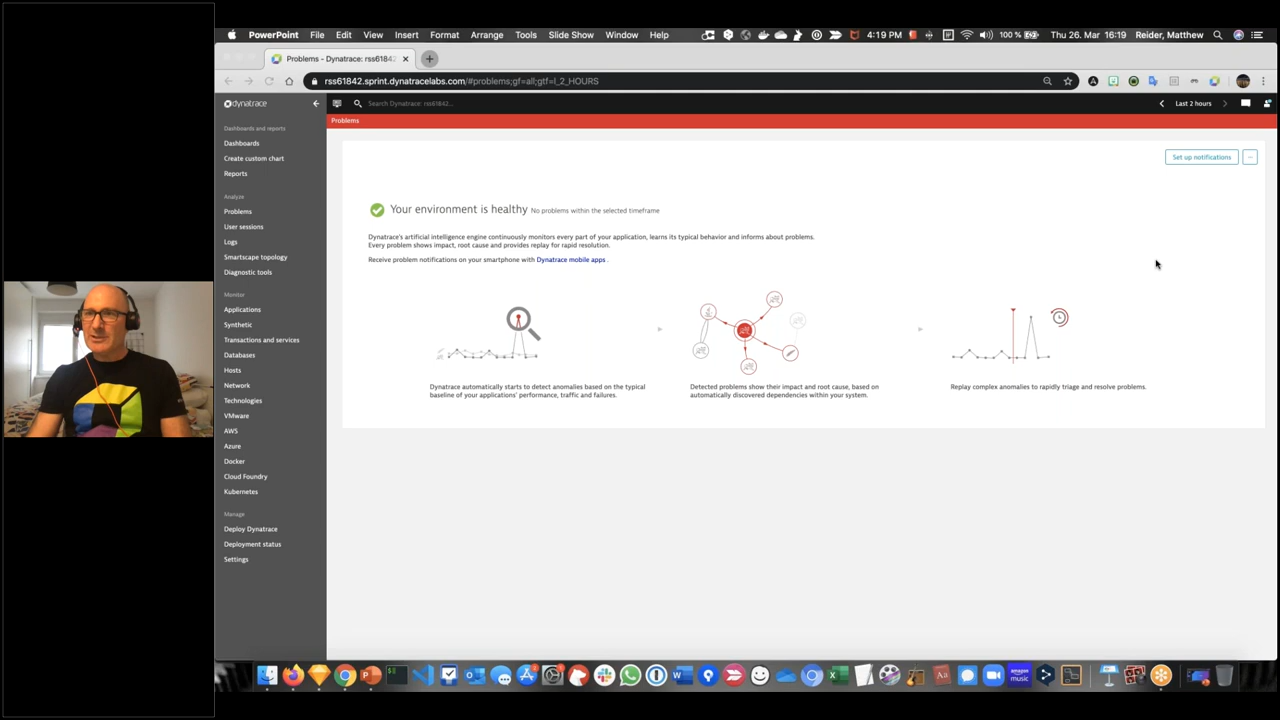 PowerPoint File Edit View Insert Format Arrange Tools Slide Show Window Help 4:19 PM 100 % Thu 26. Mar 16:19 Reider, Matthew
Problems - Dynatrace: rss61842
rss61842.sprint.dynatracelabs.com/#problems;gf=all;gtf=l_2_HOURS
dynatrace
Search Dynatrace: rss61842...
Last 2 hours
Problems
Dashboards and reports
Dashboards
Create custom chart
Reports
Analyze
Problems
User sessions
Logs
Smartscape topology
Diagnostic tools
Monitor
Applications
Synthetic
Transactions and services
Databases
Hosts
Network
Technologies
VMware
AWS
Azure
Docker
Cloud Foundry
Kubernetes
Manage
Deploy Dynatrace
Deployment status
Settings
Set up notifications
...
Your environment is healthy No problems within the selected timeframe
Dynatrace's artificial intelligence engine continuously monitors every part of your application, learns its typical behavior and informs about problems.
Every problem shows impact, root cause and provides replay for rapid resolution.
Receive problem notifications on your smartphone with Dynatrace mobile apps .
Dynatrace automatically starts to detect anomalies based on the typical
baseline of your applications' performance, traffic and failures.
Detected problems show their impact and root cause, based on
automatically discovered dependencies within your system.
Replay complex anomalies to rapidly triage and resolve problems.
amazon
music